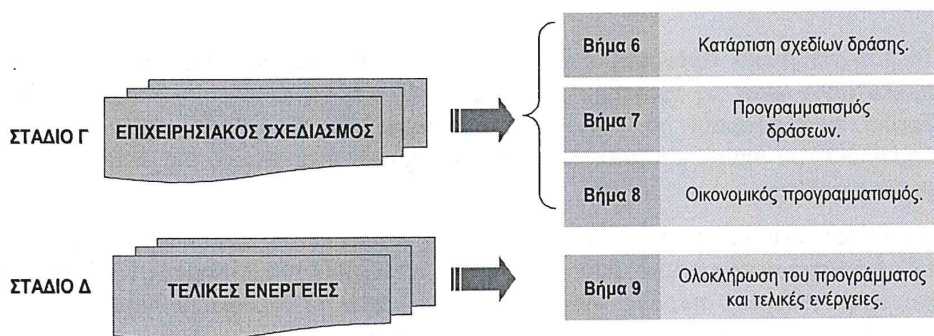 Βήμα 6 Κατάρτιση σχεδίων δράσης.
ΣΤΑΔΙΟ Γ ΕΠΙΧΕΙΡΗΣΙΑΚΟΣ ΣΧΕΔΙΑΣΜΟΣ
Βήμα 7 Προγραμματισμός
δράσεων.
Βήμα 8 Οικονομικός προγραμματισμός.
ΣΤΑΔΙΟ Δ ΤΕΛΙΚΕΣ ΕΝΕΡΓΕΙΕΣ
Βήμα 9 Ολοκλήρωση του προγράμματος
και τελικές ενέργειες.